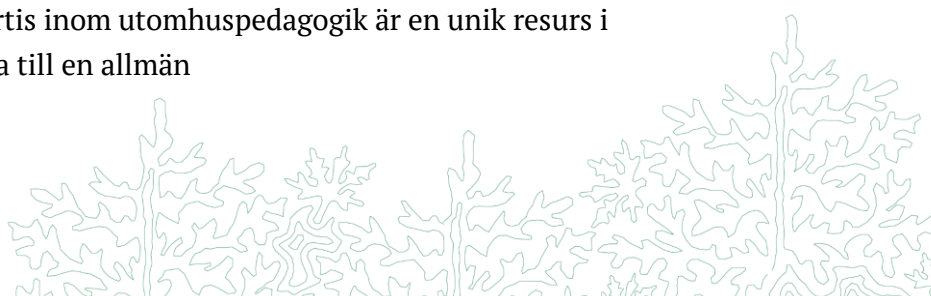 rtis inom utomhuspedagogik är en unik resurs i
a till en allmän